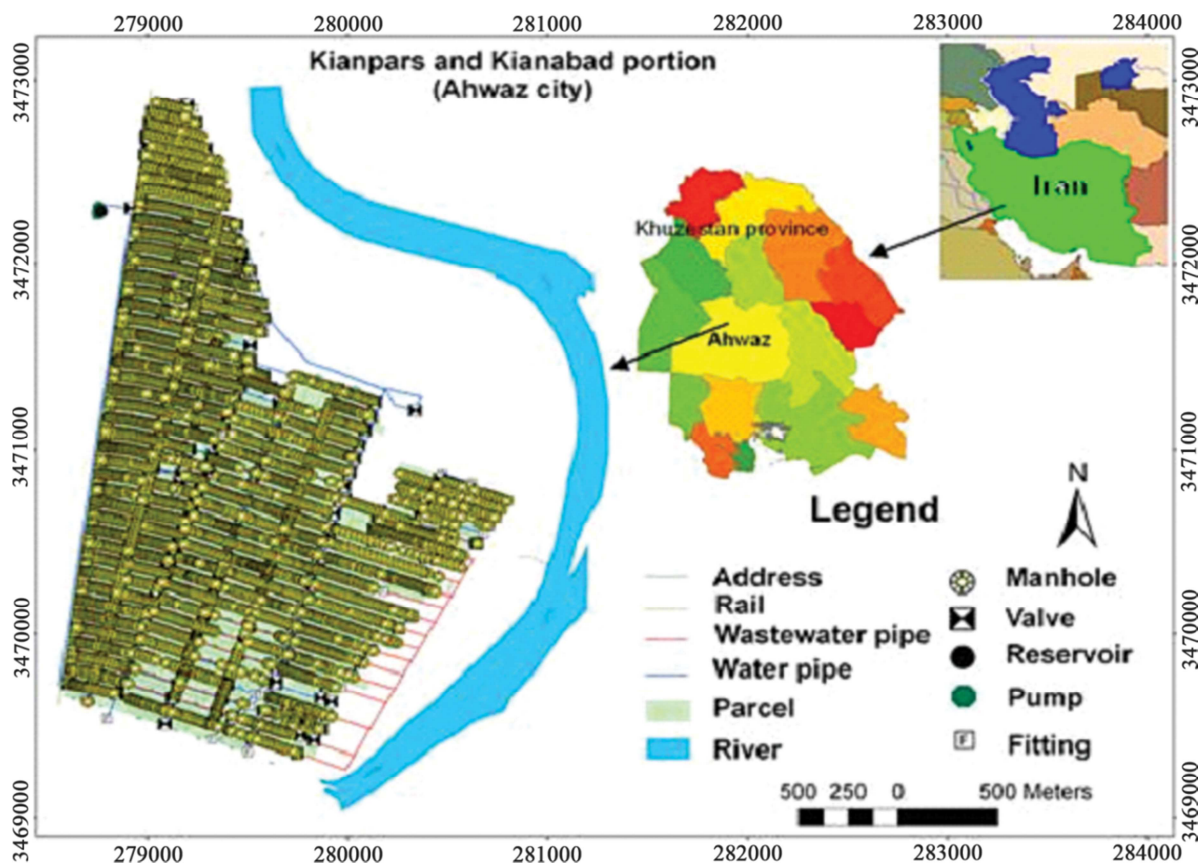 279000 280000 281000 282000 283000 284000
3473000
3472000
3471000
3470000
3469000
Kianpars and Kianabad portion
(Ahwaz city)
Iran
Khuzestan province
Ahwaz
N
Legend
Address
Rail
Wastewater pipe
Water pipe
Parcel
River
Manhole
Valve
Reservoir
Pump
F Fitting
500 250 0 500 Meters
3473000
3472000
3471000
3470000
3469000
279000 280000 281000 282000 283000 284000